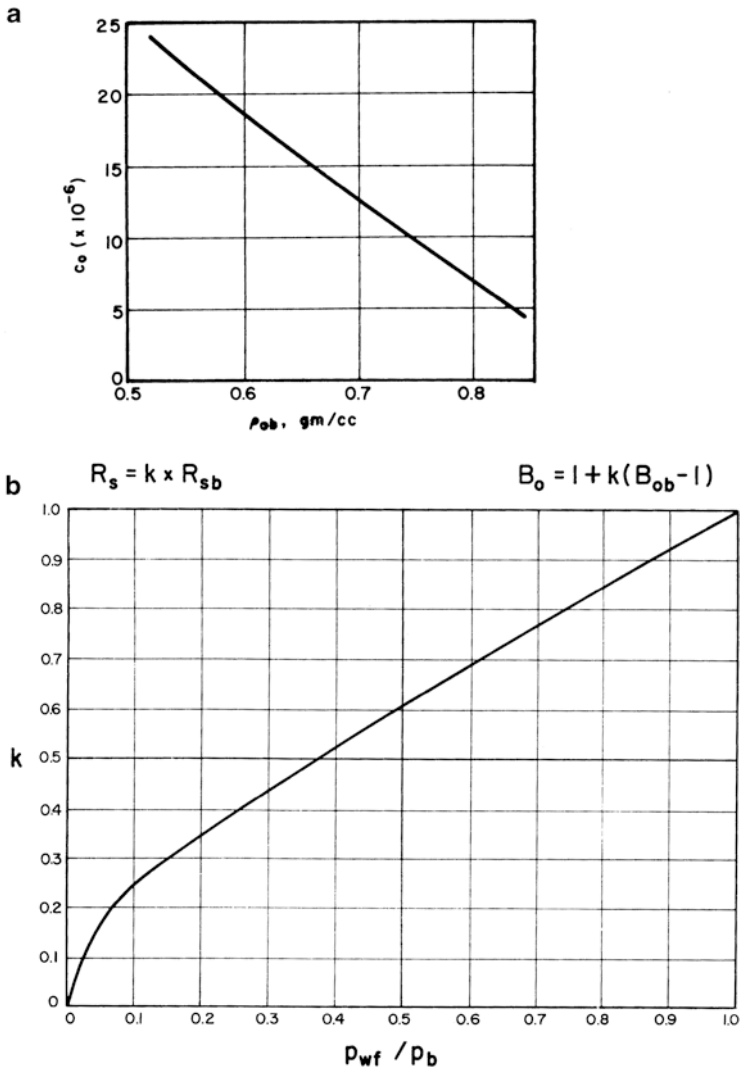 a
25
20
15
10
5
0
c₀ (× 10⁻⁶)
0.5 0.6 0.7 0.8
ρob, gm/cc
b
Rs = k × Rsb
Bo = 1 + k(Bob – 1)
1.0
0.9
0.8
0.7
0.6
0.5
0.4
0.3
0.2
0.1
0
k
0 0.1 0.2 0.3 0.4 0.5 0.6 0.7 0.8 0.9 1.0
pwf / pb